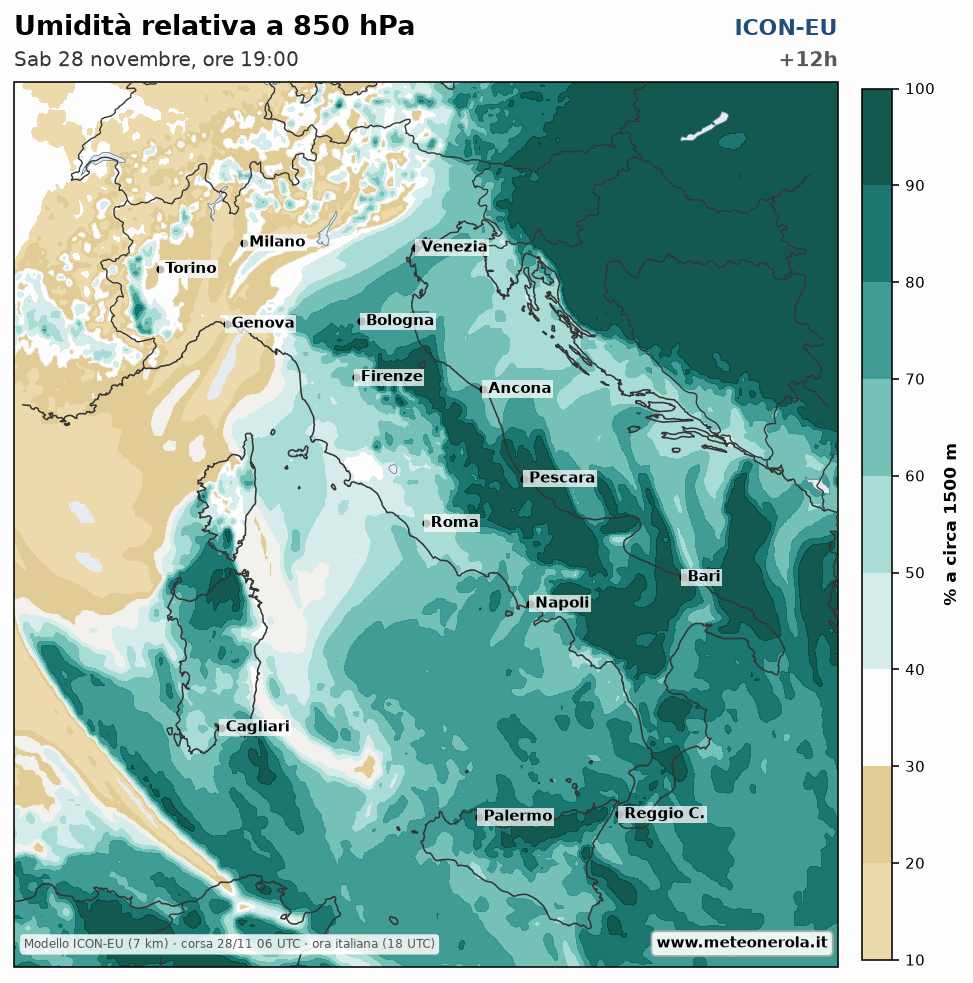 Umidità relativa a 850 hPa
ICON-EU
Sab 28 novembre, ore 19:00
+12h
100
90
80
70
60
50
40
30
20
10
% a circa 1500 m
Milano
Venezia
Torino
Genova
Bologna
Firenze
Ancona
Pescara
Roma
Bari
Napoli
Cagliari
Palermo
Reggio C.
Modello ICON-EU (7 km) · corsa 28/11 06 UTC · ora italiana (18 UTC)
www.meteonerola.it